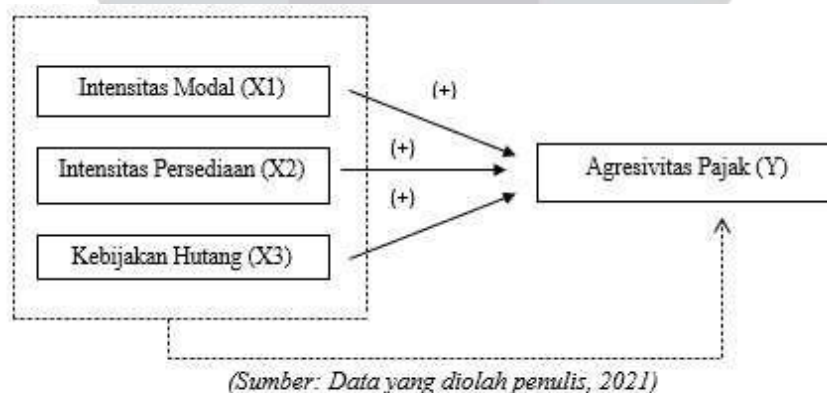 Intensitas Modal (X1)
(+)
Intensitas Persediaan (X2)
(+)
Agresivitas Pajak (Y)
(+)
Kebijakan Hutang (X3)
(Sumber: Data yang diolah penulis, 2021)